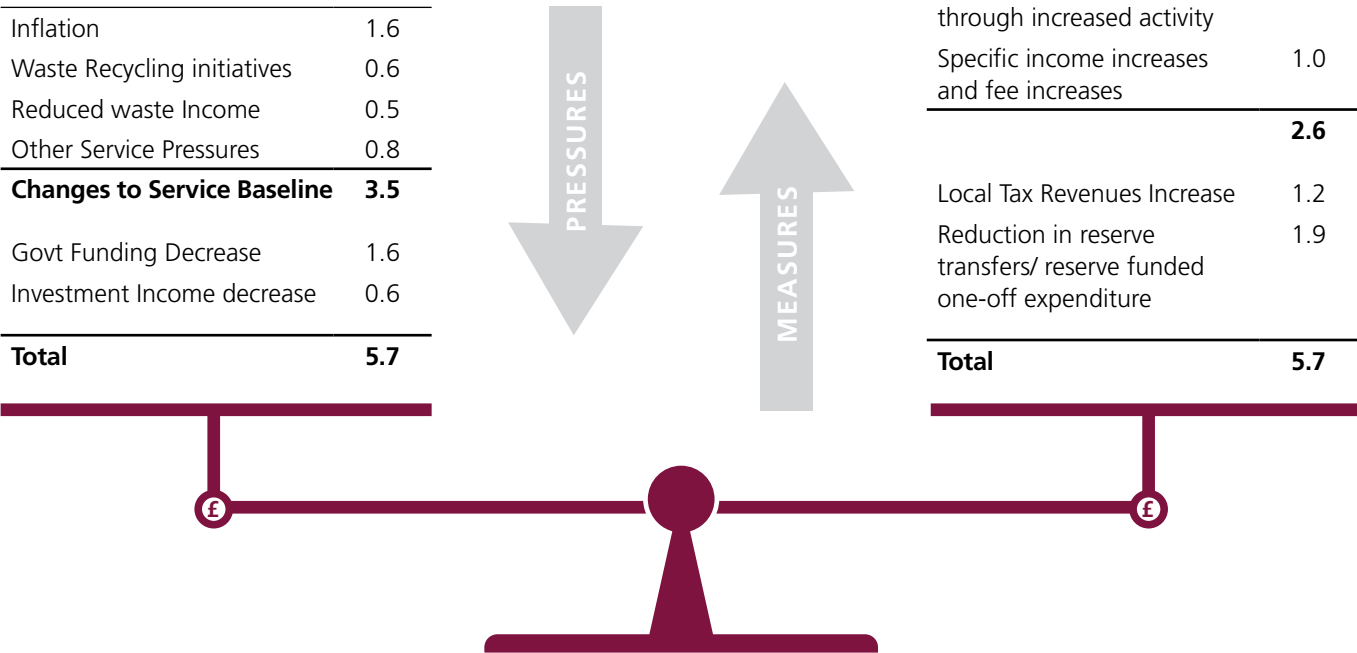 Inflation 1.6
Waste Recycling initiatives 0.6
Reduced waste Income 0.5
Other Service Pressures 0.8
Changes to Service Baseline 3.5
Govt Funding Decrease 1.6
Investment Income decrease 0.6
Total 5.7
PRESSURES
MEASURES
through increased activity
Specific income increases 1.0
and fee increases
2.6
Local Tax Revenues Increase 1.2
Reduction in reserve 1.9
transfers/ reserve funded
one-off expenditure
Total 5.7
£
£